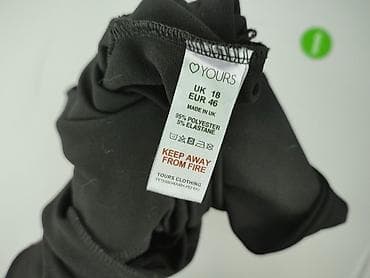 ♡YOURS
UK 18
EUR 46
MADE IN UK
95% POLYESTER
5% ELASTANE
KEEP AWAY
FROM FIRE
YOURS CLOTHING